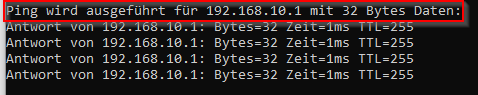 Ping wird ausgeführt für 192.168.10.1 mit 32 Bytes Daten:
Antwort von 192.168.10.1: Bytes=32 Zeit=1ms TTL=255
Antwort von 192.168.10.1: Bytes=32 Zeit=1ms TTL=255
Antwort von 192.168.10.1: Bytes=32 Zeit=1ms TTL=255
Antwort von 192.168.10.1: Bytes=32 Zeit=1ms TTL=255